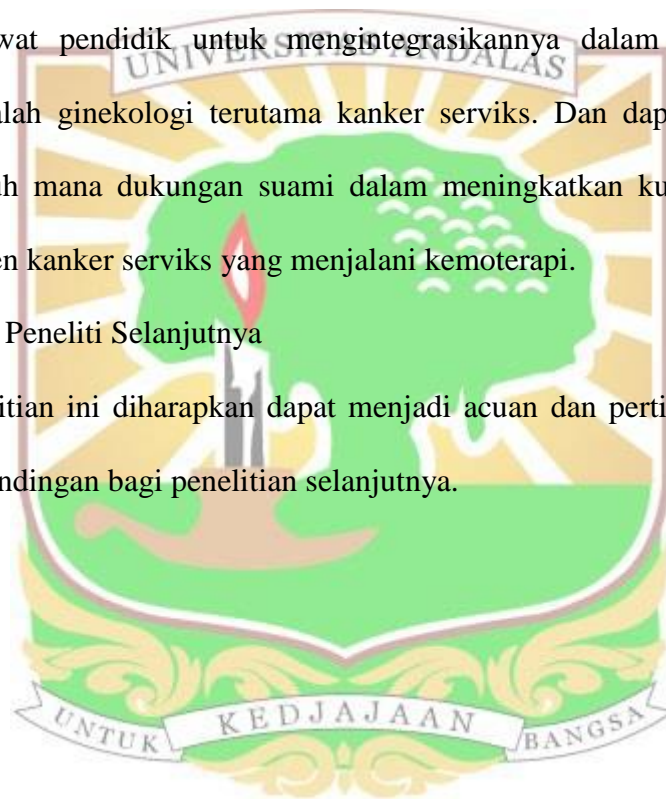 wat pendidik untuk mengintegrasikannya dalam
UNIVERSITAS ANDALAS
alah ginekologi terutama kanker serviks. Dan dap
uh mana dukungan suami dalam meningkatkan ku
en kanker serviks yang menjalani kemoterapi.
Peneliti Selanjutnya
itian ini diharapkan dapat menjadi acuan dan perti
ndingan bagi penelitian selanjutnya.
UNTUK KEDJAJAAN BANGSA